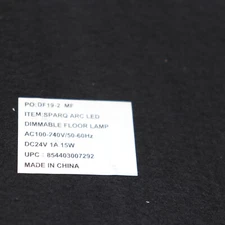 PO:DF19-2 MF
ITEM:SPARQ ARC LED
DIMMABLE FLOOR LAMP
AC100-240V/50-60Hz
DC24V 1A 15W
UPC : 854403007292
MADE IN CHINA